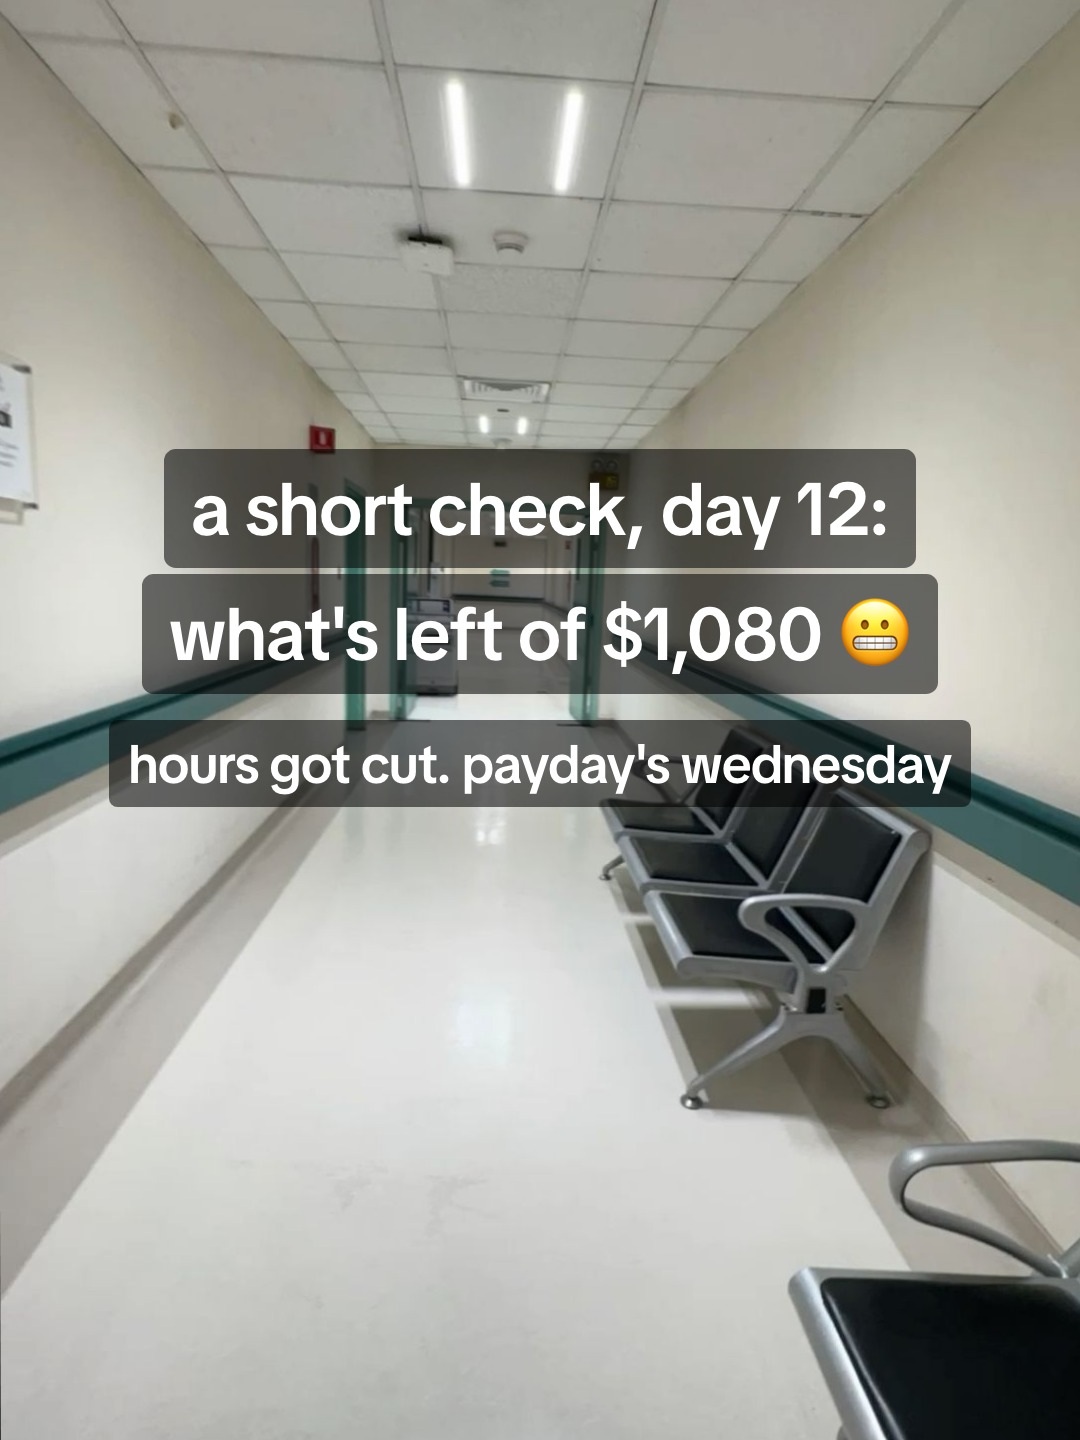 a short check, day 12:
what's left of $1,080 😬
hours got cut. payday's wednesday